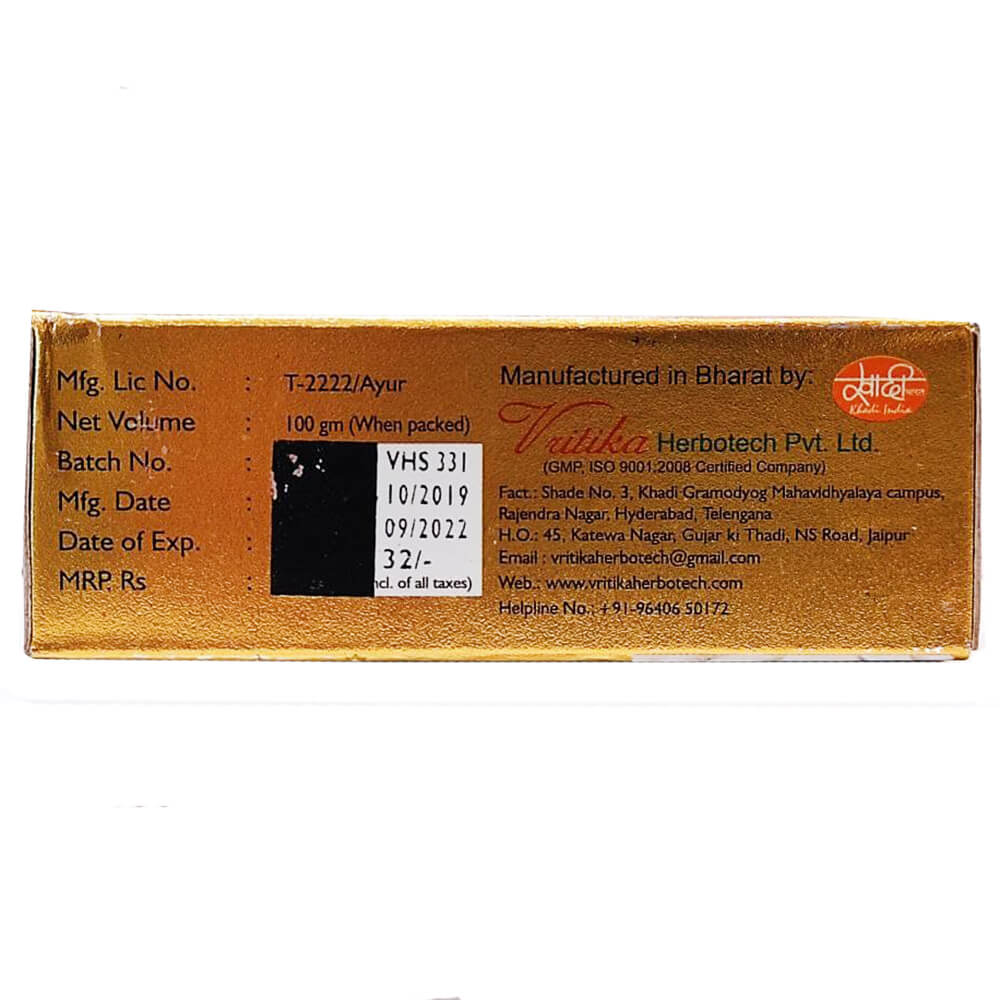 Mfg. Lic No. : T-2222/Ayur
Net Volume : 100 gm (When packed)
Batch No. : VHS 331
Mfg. Date : 10/2019
Date of Exp. : 09/2022
MRP. Rs : 32/-
ncl. of all taxes)
Manufactured in Bharat by:
खादी भारत
Khadi India
Vritika Herbotech Pvt. Ltd.
(GMP, ISO 9001:2008 Certified Company)
Fact.: Shade No. 3, Khadi Gramodyog Mahavidhyalaya campus,
Rajendra Nagar, Hyderabad, Telengana
H.O.: 45, Katewa Nagar, Gujar ki Thadi, NS Road, Jaipur
Email : vritikaherbotech@gmail.com
Web.: www.vritikaherbotech.com
Helpline No.: +91-96406 50172